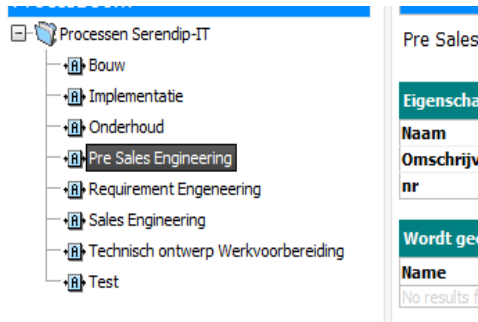 Processen Serendip-IT
Bouw
Implementatie
Onderhoud
Pre Sales Engineering
Requirement Engeneering
Sales Engineering
Technisch ontwerp Werkvoorbereiding
Test
Pre Sales
Eigenscha
Naam
Omschrijv
nr
Wordt ge
Name
No results f